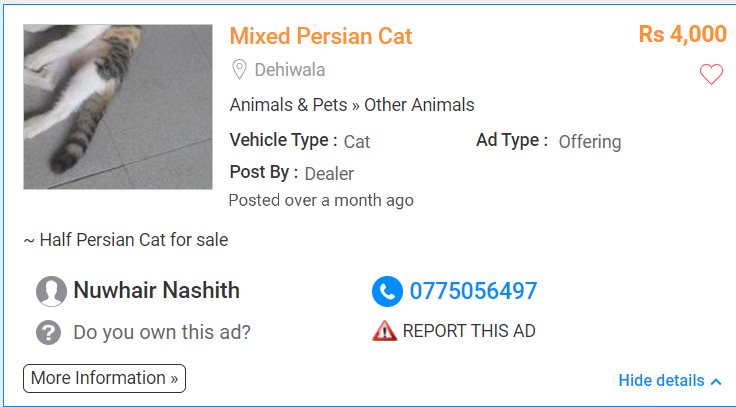 Mixed Persian Cat
Rs 4,000
Dehiwala
Animals & Pets » Other Animals
Vehicle Type : Cat
Ad Type : Offering
Post By : Dealer
Posted over a month ago
~ Half Persian Cat for sale
Nuwhair Nashith
0775056497
? Do you own this ad?
REPORT THIS AD
More Information »
Hide details